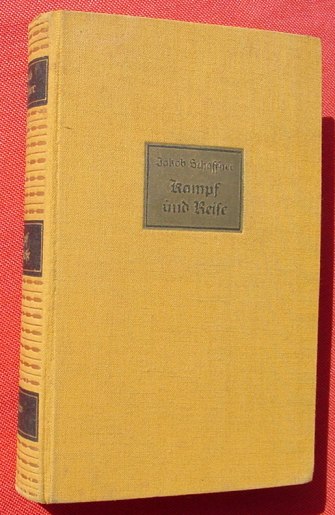 Jakob Schaffner
Kampf
und Reife